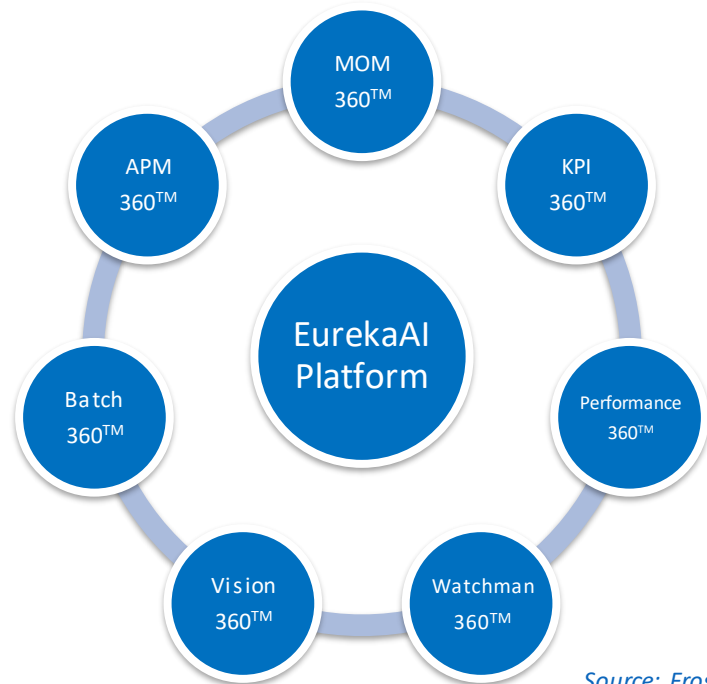 MOM
360TM
KPI
360TM
Performance
360TM
Watchman
360TM
Vision
360TM
Batch
360TM
APM
360TM
EurekaAI
Platform
Source: